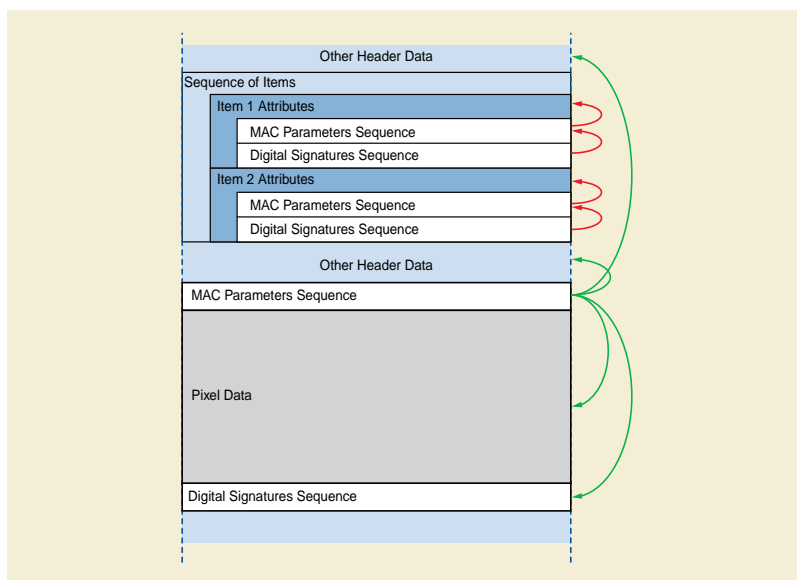 Other Header Data
Sequence of Items
Item 1 Attributes
MAC Parameters Sequence
Digital Signatures Sequence
Item 2 Attributes
MAC Parameters Sequence
Digital Signatures Sequence
Other Header Data
MAC Parameters Sequence
Pixel Data
Digital Signatures Sequence